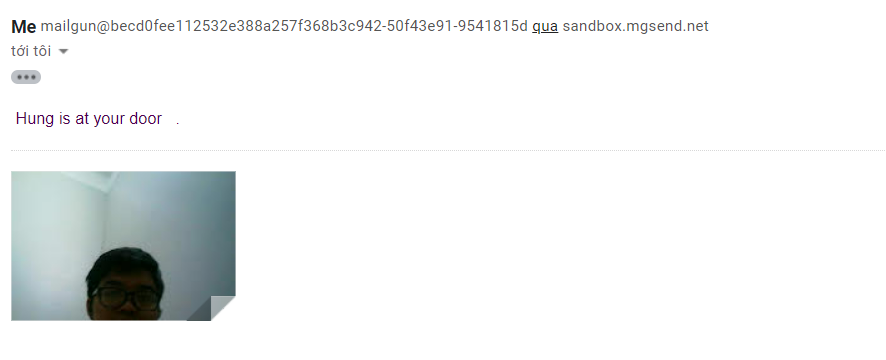 Me mailgun@becd0fee112532e388a257f368b3c942-50f43e91-9541815d qua sandbox.mgsend.net
tới tôi
Hung is at your door .